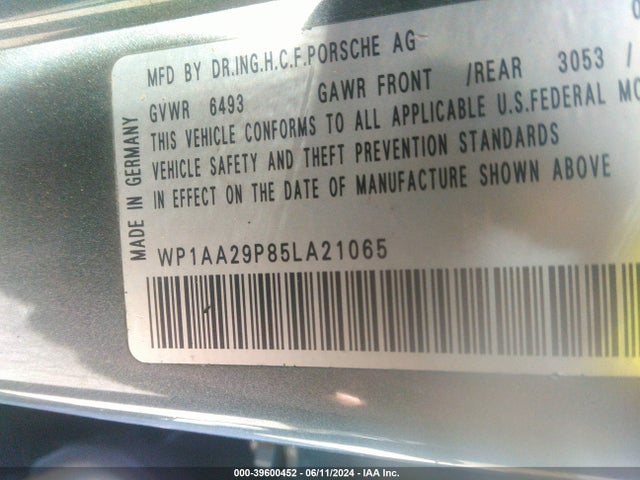 MFD BY DR.ING.H.C.F.PORSCHE AG
GVWR 6493 GAWR FRONT /REAR 3053 /
THIS VEHICLE CONFORMS TO ALL APPLICABLE U.S.FEDERAL MO
VEHICLE SAFETY AND THEFT PREVENTION STANDARDS
IN EFFECT ON THE DATE OF MANUFACTURE SHOWN ABOVE
MADE IN GERMANY
WP1AA29P85LA21065
000-39600452 - 06/11/2024 - IAA Inc.